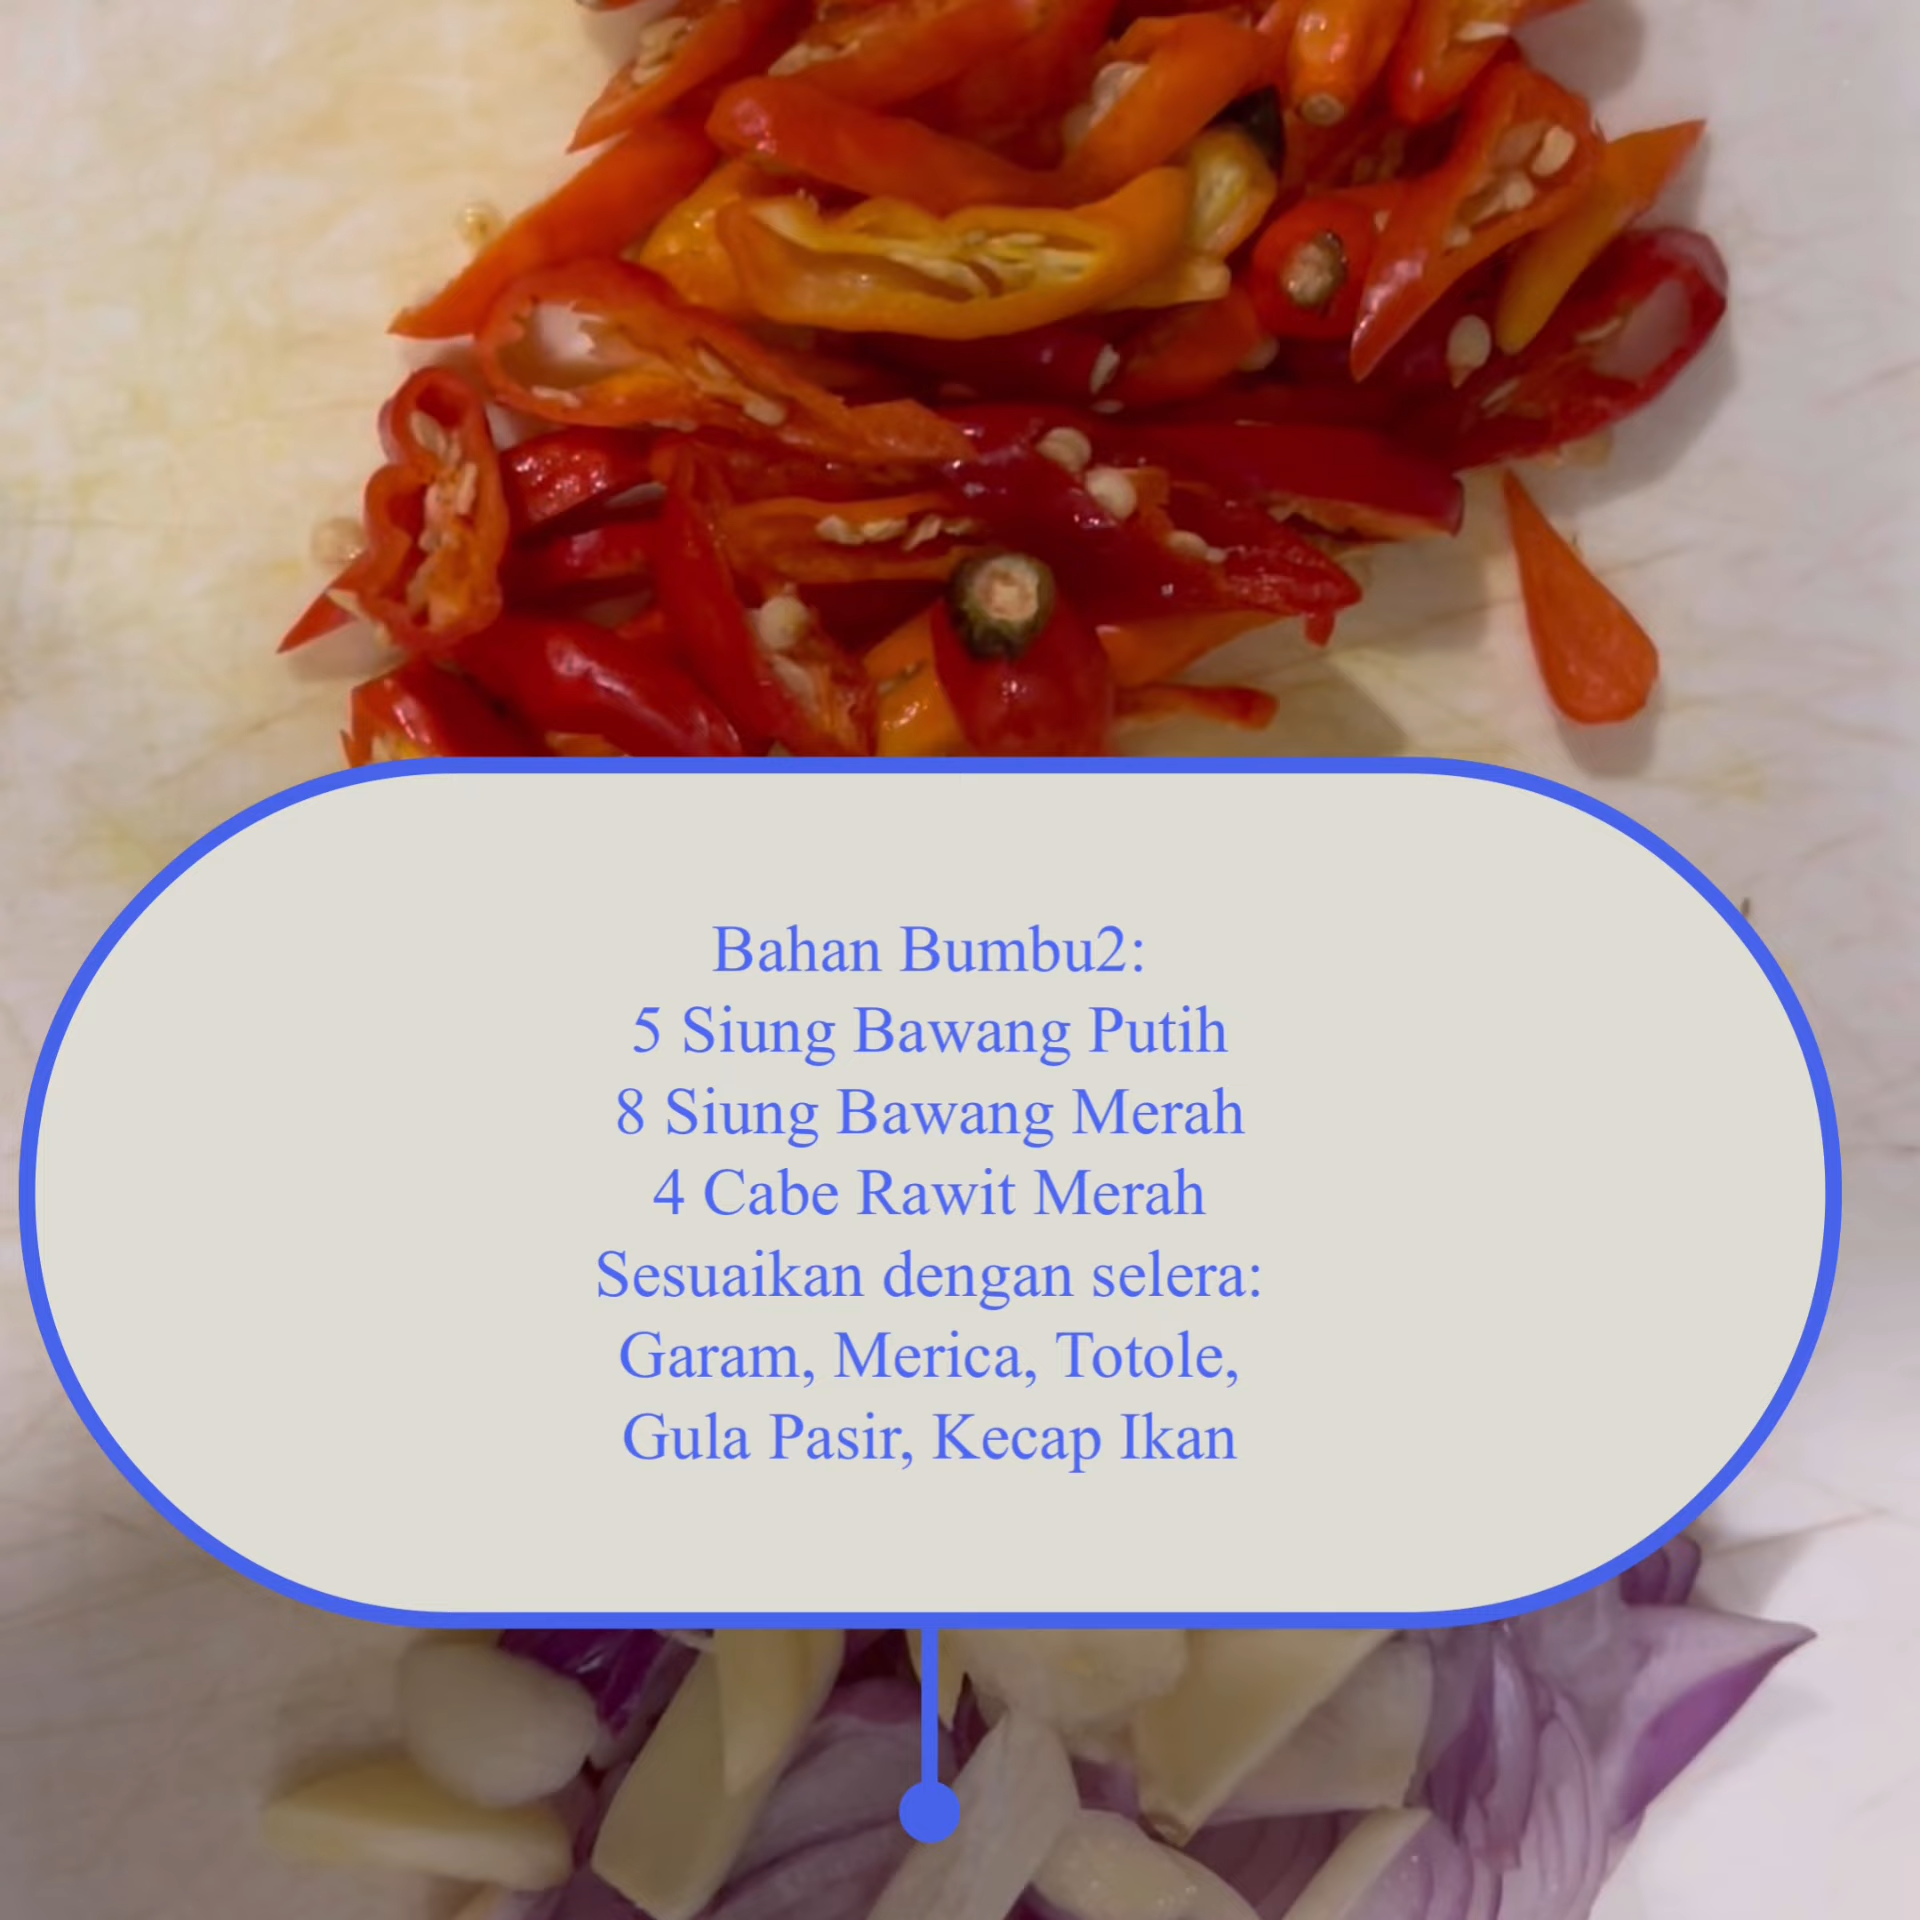 Bahan Bumbu2:
5 Siung Bawang Putih
8 Siung Bawang Merah
4 Cabe Rawit Merah
Sesuaikan dengan selera:
Garam, Merica, Totole,
Gula Pasir, Kecap Ikan